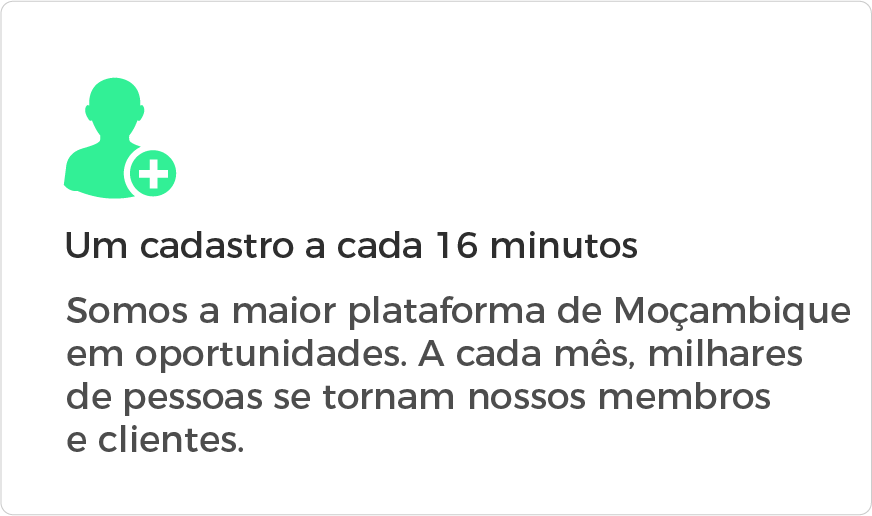 Um cadastro a cada 16 minutos
Somos a maior plataforma de Moçambique
em oportunidades. A cada mês, milhares
de pessoas se tornam nossos membros
e clientes.